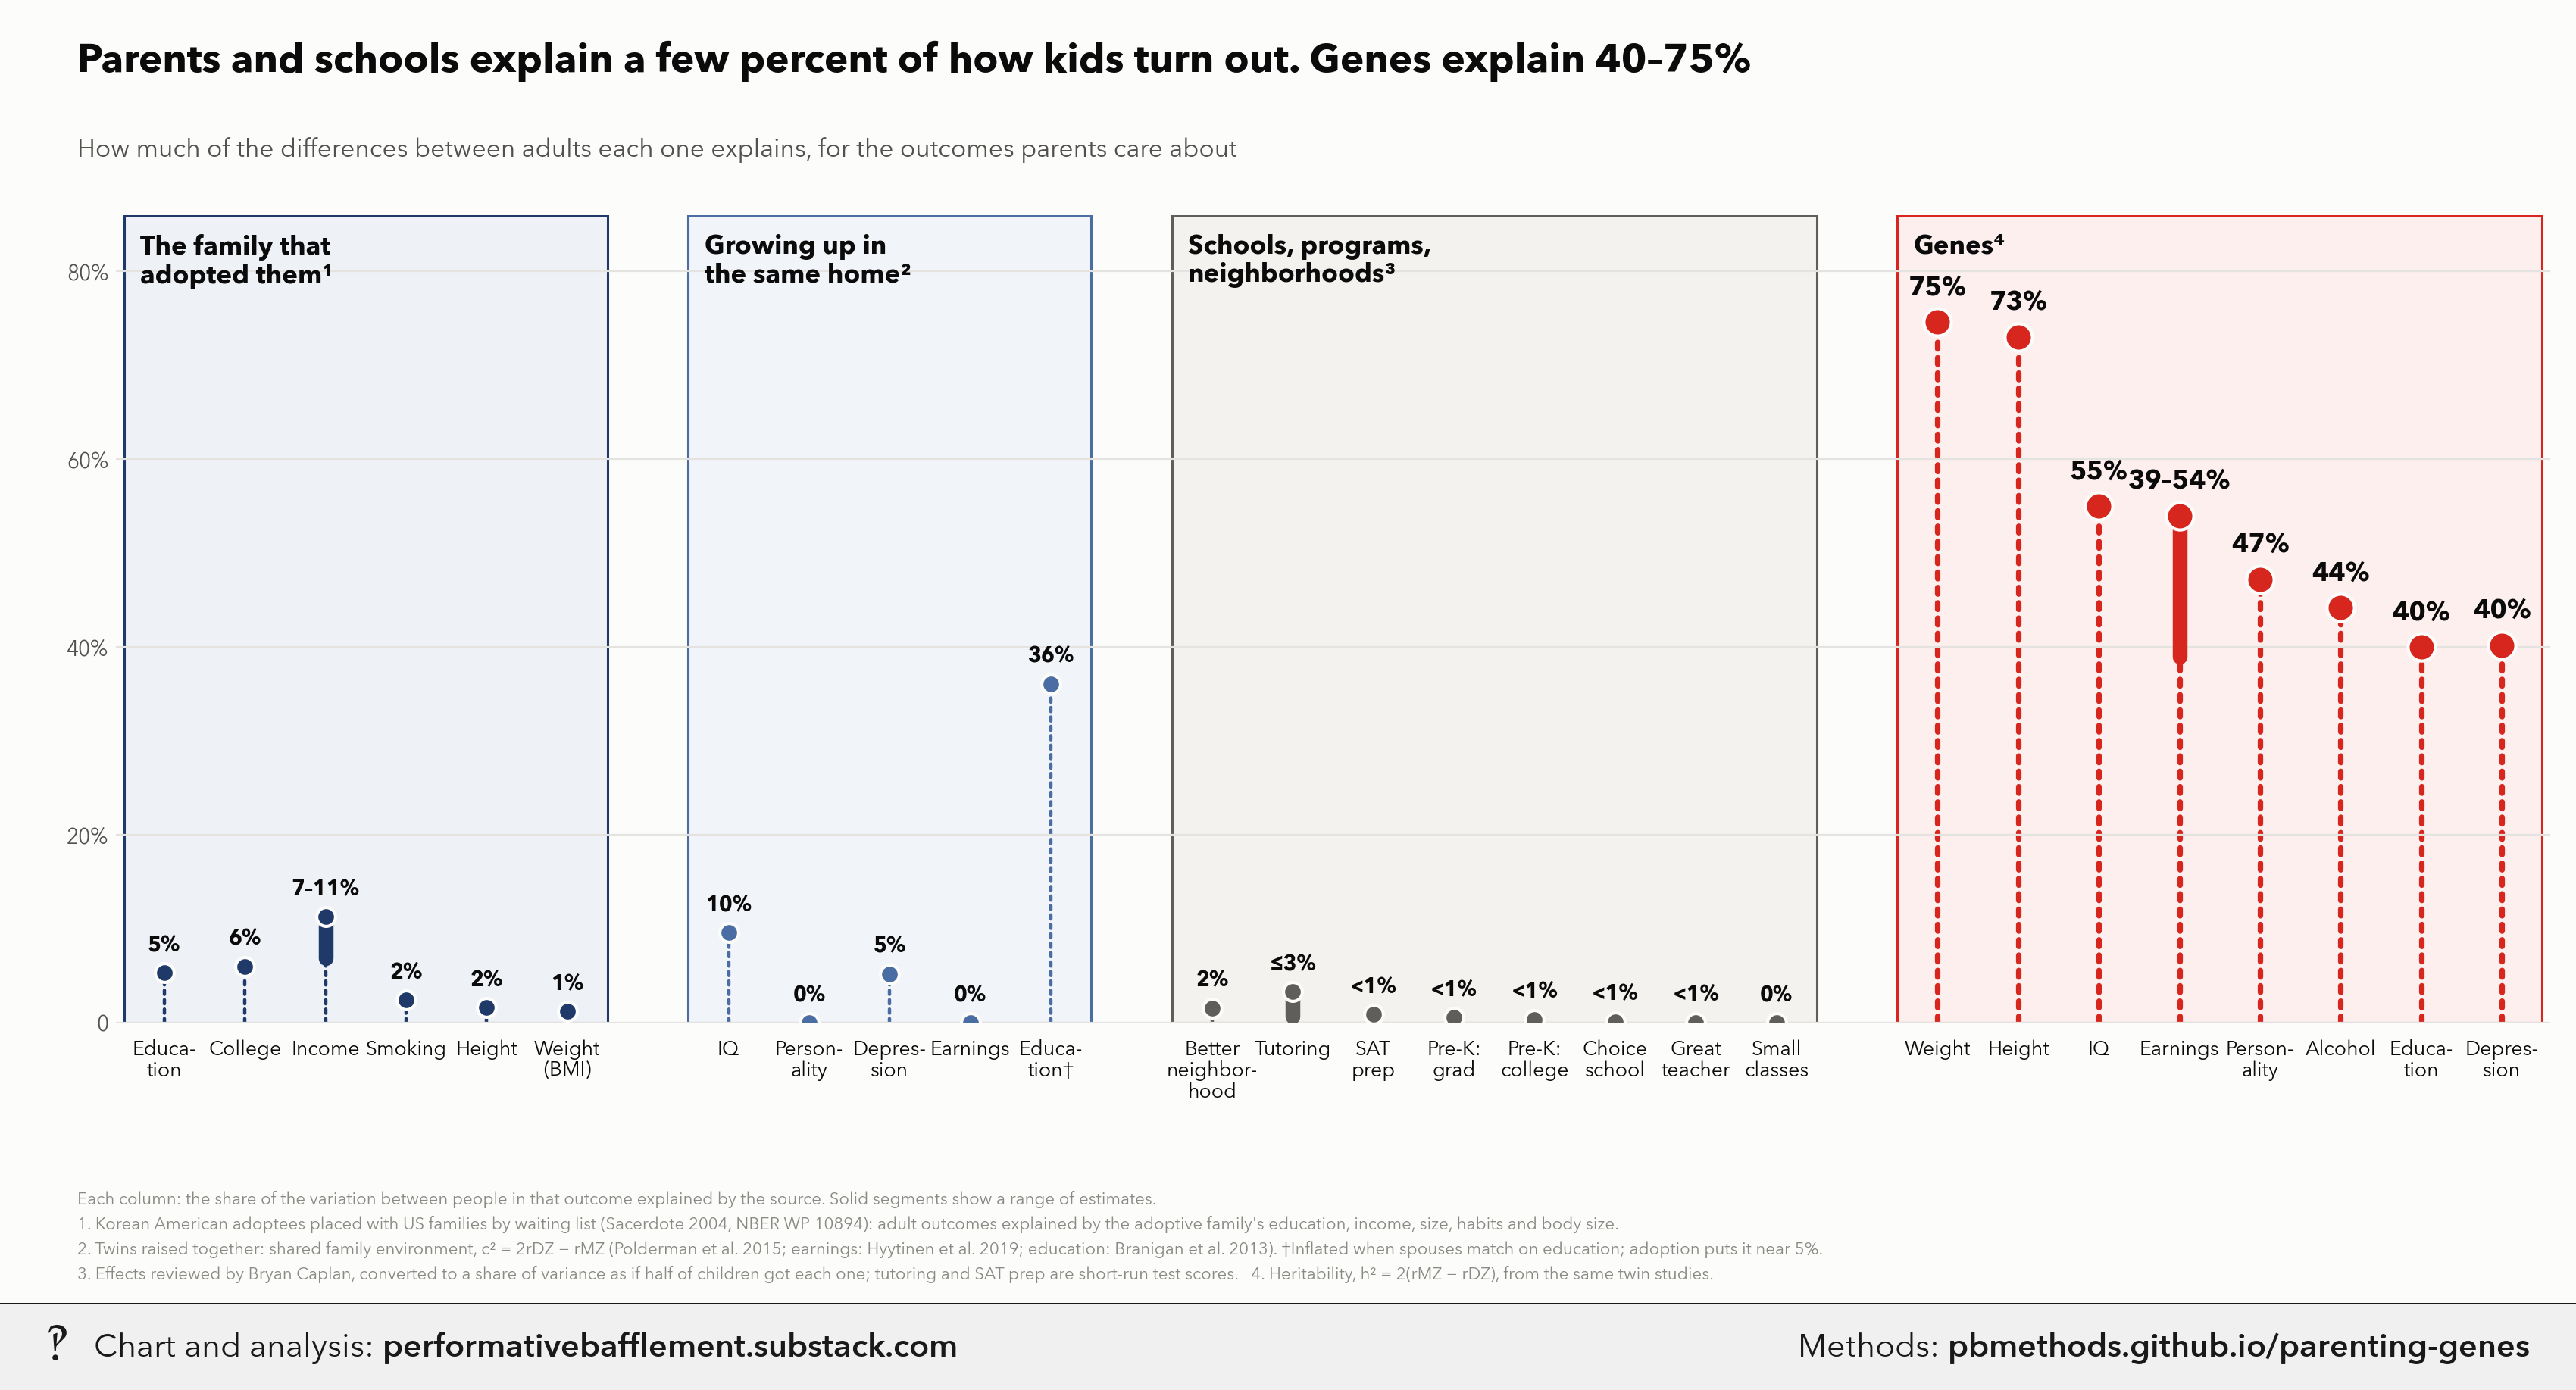 Parents and schools explain a few percent of how kids turn out. Genes explain 40–75%
How much of the differences between adults each one explains, for the outcomes parents care about
The family that
adopted them¹
Growing up in
the same home²
Schools, programs,
neighborhoods³
Genes⁴
80%
60%
40%
20%
0
5%
6%
7–11%
2%
2%
1%
10%
0%
5%
0%
36%
2%
≤3%
<1%
<1%
<1%
<1%
<1%
0%
75%
73%
55%
39–54%
47%
44%
40%
40%
Educa-
tion
College
Income
Smoking
Height
Weight
(BMI)
IQ
Person-
ality
Depres-
sion
Earnings
Educa-
tion†
Better
neighbor-
hood
Tutoring
SAT
prep
Pre-K:
grad
Pre-K:
college
Choice
school
Great
teacher
Small
classes
Weight
Height
IQ
Earnings
Person-
ality
Alcohol
Educa-
tion
Depres-
sion
Each column: the share of the variation between people in that outcome explained by the source. Solid segments show a range of estimates.
1. Korean American adoptees placed with US families by waiting list (Sacerdote 2004, NBER WP 10894): adult outcomes explained by the adoptive family's education, income, size, habits and body size.
2. Twins raised together: shared family environment, c² = 2rDZ − rMZ (Polderman et al. 2015; earnings: Hyytinen et al. 2019; education: Branigan et al. 2013). †Inflated when spouses match on education; adoption puts it near 5%.
3. Effects reviewed by Bryan Caplan, converted to a share of variance as if half of children got each one; tutoring and SAT prep are short-run test scores. 4. Heritability, h² = 2(rMZ − rDZ), from the same twin studies.
‽ Chart and analysis: performativebafflement.substack.com
Methods: pbmethods.github.io/parenting-genes